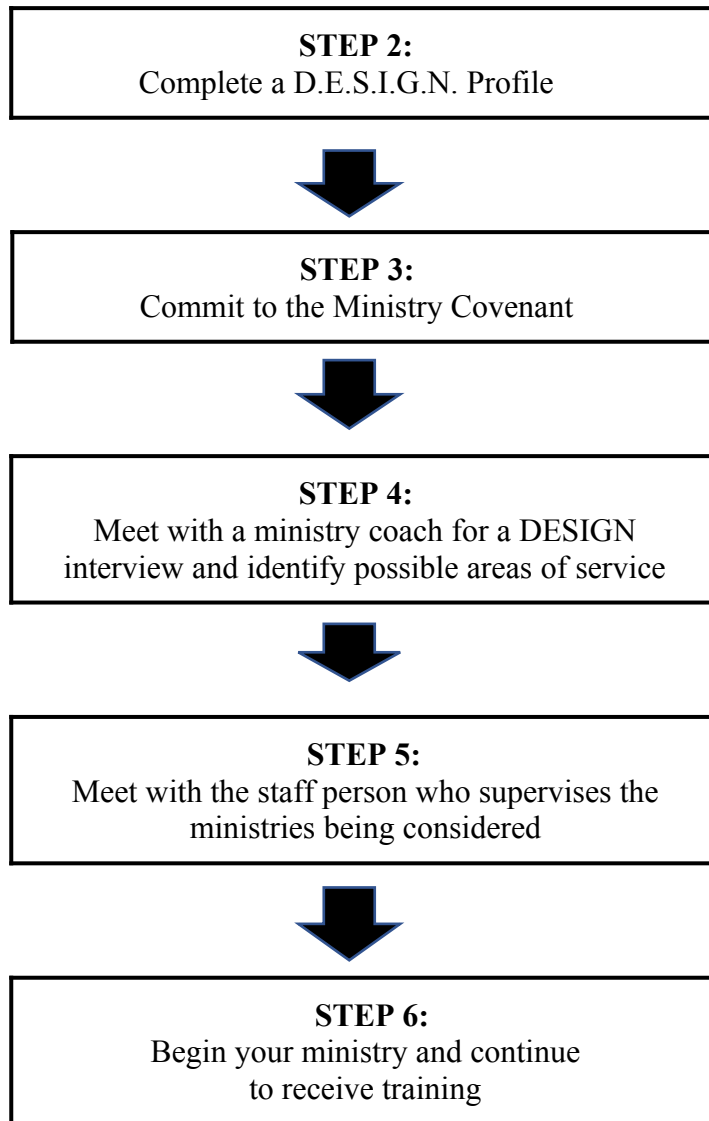 STEP 2:
Complete a D.E.S.I.G.N. Profile
STEP 3:
Commit to the Ministry Covenant
STEP 4:
Meet with a ministry coach for a DESIGN
interview and identify possible areas of service
STEP 5:
Meet with the staff person who supervises the
ministries being considered
STEP 6:
Begin your ministry and continue
to receive training